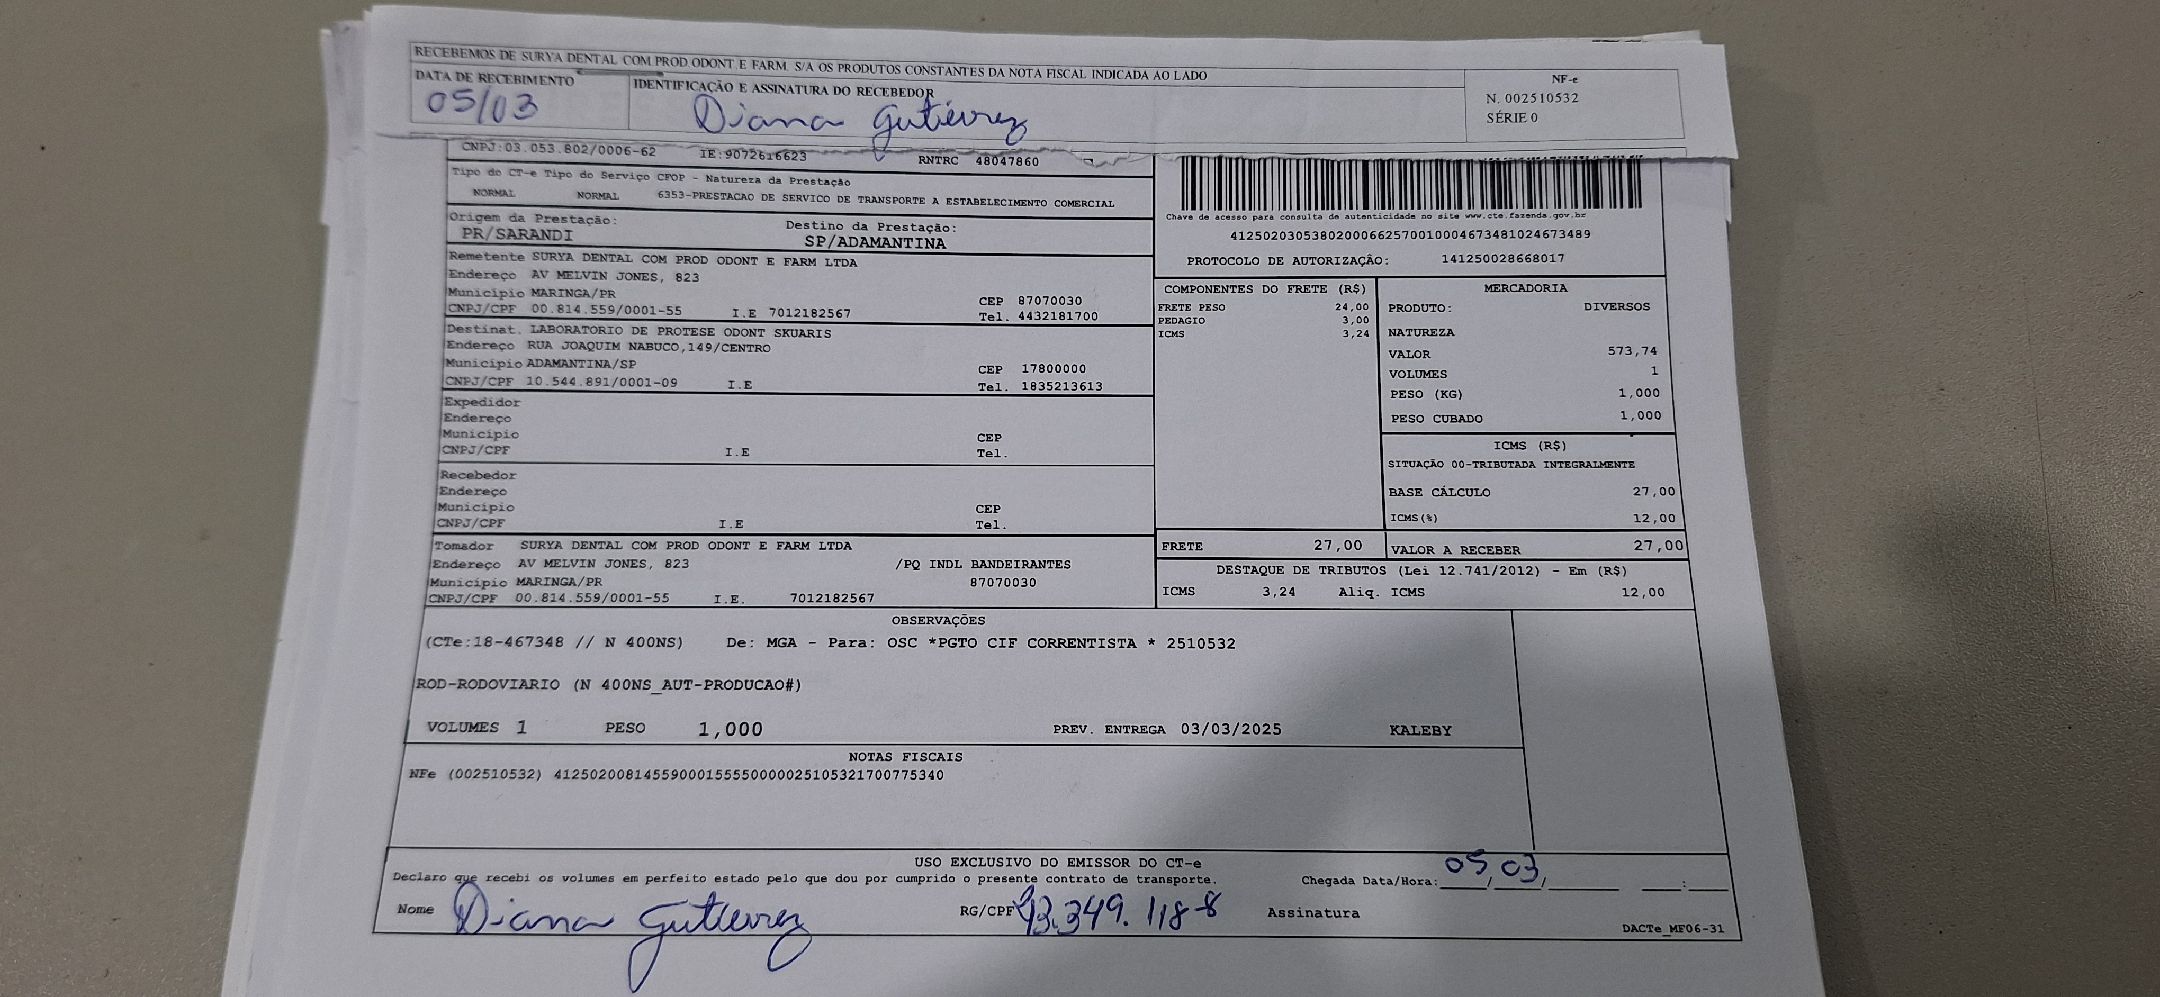 RECEBEMOS DE SURYA DENTAL COM PROD ODONT E FARM S/A OS PRODUTOS CONSTANTES DA NOTA FISCAL INDICADA AO LADO
DATA DE RECEBIMENTO
05/03
IDENTIFICAÇÃO E ASSINATURA DO RECEBEDOR
Diana Gutierrez
NF-e
N. 002510532
SÉRIE 0
CNPJ:03.053.802/0006-62 IE:9072616623 RNTRC 48047860
Tipo do CT-e Tipo do Serviço CFOP - Natureza da Prestação
NORMAL NORMAL 6353-PRESTACAO DE SERVICO DE TRANSPORTE A ESTABELECIMENTO COMERCIAL
Origem da Prestação: Destino da Prestação:
PR/SARANDI SP/ADAMANTINA
Chave de acesso para consulta de autenticidade no site www.cte.fazenda.gov.br
41250203053802000662570010004673481024673489
PROTOCOLO DE AUTORIZAÇÃO: 141250028668017
Remetente SURYA DENTAL COM PROD ODONT E FARM LTDA
Endereço AV MELVIN JONES, 823
Município MARINGA/PR CEP 87070030
CNPJ/CPF 00.814.559/0001-55 I.E 7012182567 Tel. 4432181700
Destinat. LABORATORIO DE PROTESE ODONT SKUARIS
Endereço RUA JOAQUIM NABUCO,149/CENTRO
Município ADAMANTINA/SP CEP 17800000
CNPJ/CPF 10.544.891/0001-09 I.E Tel. 1835213613
Expedidor
Endereço
Município CEP
CNPJ/CPF I.E Tel.
Recebedor
Endereço
Município CEP
CNPJ/CPF I.E Tel.
Tomador SURYA DENTAL COM PROD ODONT E FARM LTDA
Endereço AV MELVIN JONES, 823 /PQ INDL BANDEIRANTES
Município MARINGA/PR 87070030
CNPJ/CPF 00.814.559/0001-55 I.E. 7012182567
COMPONENTES DO FRETE (R$)
FRETE PESO 24,00
PEDAGIO 3,00
ICMS 3,24
MERCADORIA
PRODUTO: DIVERSOS
NATUREZA
VALOR 573,74
VOLUMES 1
PESO (KG) 1,000
PESO CUBADO 1,000
ICMS (R$)
SITUAÇÃO 00-TRIBUTADA INTEGRALMENTE
BASE CÁLCULO 27,00
ICMS(%) 12,00
FRETE 27,00 VALOR A RECEBER 27,00
DESTAQUE DE TRIBUTOS (Lei 12.741/2012) - Em (R$)
ICMS 3,24 Aliq. ICMS 12,00
OBSERVAÇÕES
(CTe:18-467348 // N 400NS) De: MGA - Para: OSC *PGTO CIF CORRENTISTA * 2510532
ROD-RODOVIARIO (N 400NS_AUT-PRODUCAO#)
VOLUMES 1 PESO 1,000 PREV. ENTREGA 03/03/2025 KALEBY
NOTAS FISCAIS
NFe (002510532) 41250200814559000155550000025105321700775340
USO EXCLUSIVO DO EMISSOR DO CT-e
Declaro que recebi os volumes em perfeito estado pelo que dou por cumprido o presente contrato de transporte. Chegada Data/Hora: 05/03/ :
Nome Diana Gutierrez RG/CPF 93.349.118-8 Assinatura
DACTe_MF06-31